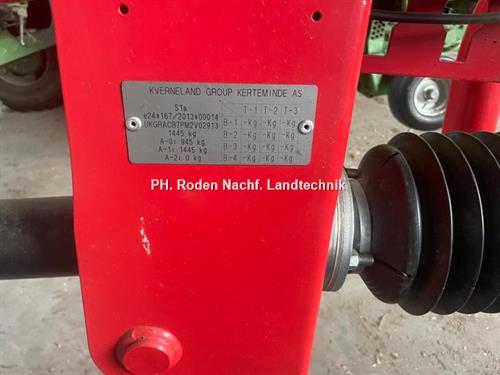 KVERNELAND GROUP KERTEMINDE AS
S1a
e24*167/2013*00014
UKGRACB7PM2V02913
1445 kg
A-0: 945 kg
A-1: 1445 kg
A-2: 0 kg
T-1 T-2 T-3
B-1 -Kg -Kg -Kg
B-2 -Kg -Kg -Kg
B-3 -Kg -Kg -Kg
B-4 -Kg -Kg -Kg
PH. Roden Nachf. Landtechnik